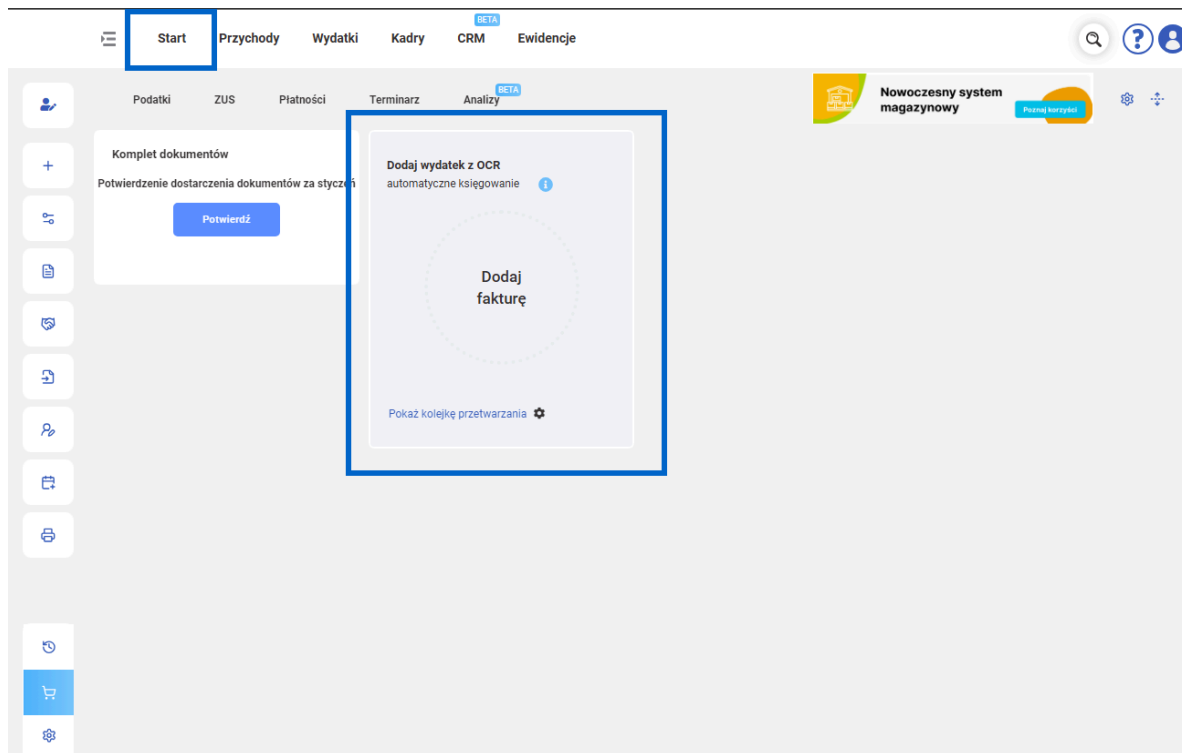 BETA
Start Przychody Wydatki Kadry CRM Ewidencje
?
BETA
Podatki ZUS Płatności Terminarz Analizy
Nowoczesny system
magazynowy
Poznaj korzyści
Komplet dokumentów
Potwierdzenie dostarczenia dokumentów za styczeń
Potwierdź
Dodaj wydatek z OCR
automatyczne księgowanie i
Dodaj
fakturę
Pokaż kolejkę przetwarzania